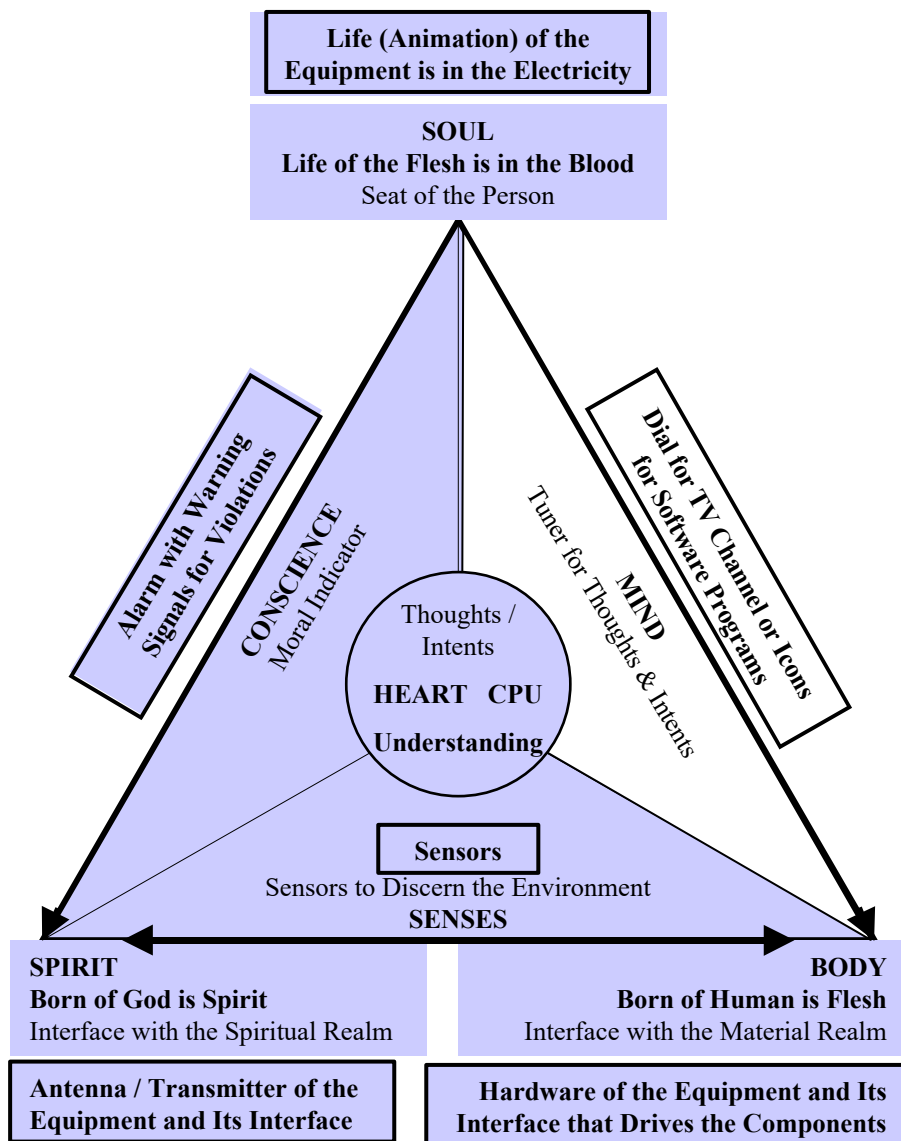 Life (Animation) of the
Equipment is in the Electricity
SOUL
Life of the Flesh is in the Blood
Seat of the Person
Alarm with Warning
Signals for Violations
CONSCIENCE
Moral Indicator
Dial for TV Channel or Icons
for Software Programs
MIND
Tuner for Thoughts & Intents
Thoughts /
Intents
HEART CPU
Understanding
Sensors
Sensors to Discern the Environment
SENSES
SPIRIT
Born of God is Spirit
Interface with the Spiritual Realm
BODY
Born of Human is Flesh
Interface with the Material Realm
Antenna / Transmitter of the
Equipment and Its Interface
Hardware of the Equipment and Its
Interface that Drives the Components